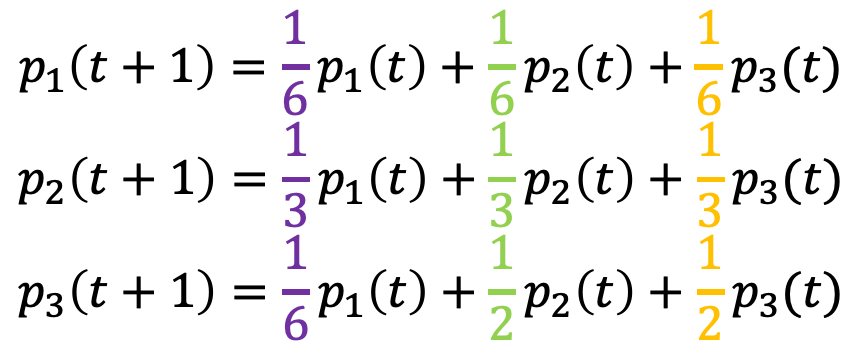 p₁(t + 1) = 1/6 p₁(t) + 1/6 p₂(t) + 1/6 p₃(t)
p₂(t + 1) = 1/3 p₁(t) + 1/3 p₂(t) + 1/3 p₃(t)
p₃(t + 1) = 1/6 p₁(t) + 1/2 p₂(t) + 1/2 p₃(t)